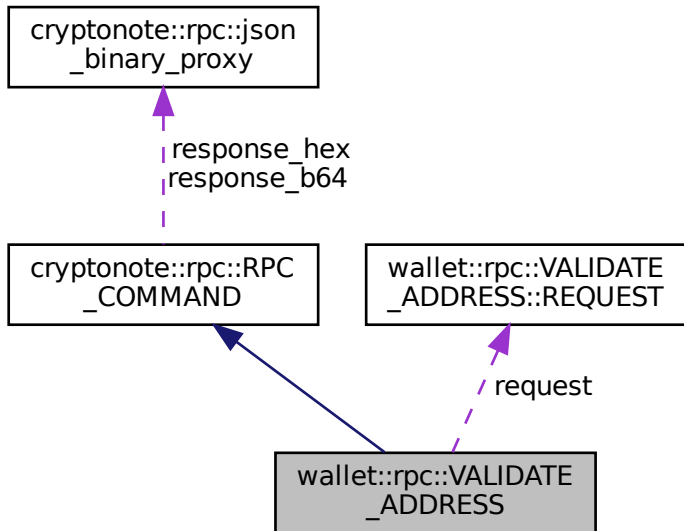 cryptonote::rpc::json
_binary_proxy
response_hex
response_b64
cryptonote::rpc::RPC
_COMMAND
wallet::rpc::VALIDATE
_ADDRESS::REQUEST
request
wallet::rpc::VALIDATE
_ADDRESS